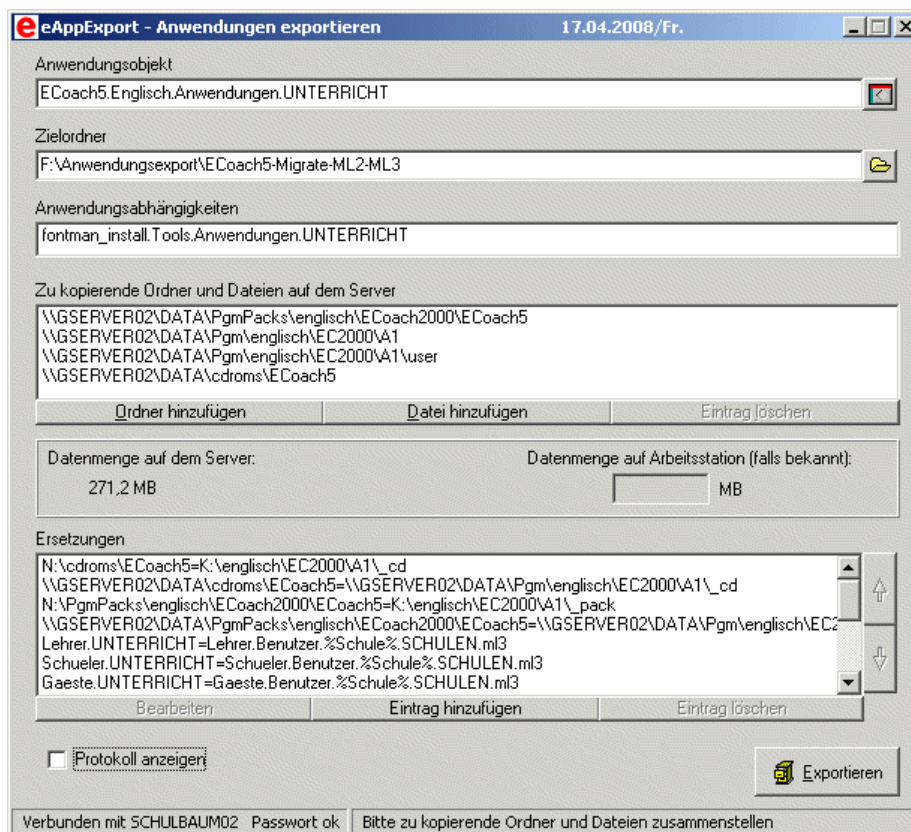 eAppExport - Anwendungen exportieren 17.04.2008/Fr.
Anwendungsobjekt
ECoach5.Englisch.Anwendungen.UNTERRICHT
Zielordner
F:\Anwendungsexport\ECoach5-Migrate-ML2-ML3
Anwendungsabhängigkeiten
fontman_install.Tools.Anwendungen.UNTERRICHT
Zu kopierende Ordner und Dateien auf dem Server
\\GSERVER02\DATA\PgmPacks\englisch\ECoach2000\ECoach5
\\GSERVER02\DATA\Pgm\englisch\EC2000\A1
\\GSERVER02\DATA\Pgm\englisch\EC2000\A1\user
\\GSERVER02\DATA\cdroms\ECoach5
Ordner hinzufügen Datei hinzufügen Eintrag löschen
Datenmenge auf dem Server: Datenmenge auf Arbeitsstation (falls bekannt):
271,2 MB MB
Ersetzungen
N:\cdroms\ECoach5=K:\englisch\EC2000\A1\_cd
\\GSERVER02\DATA\cdroms\ECoach5=\\GSERVER02\DATA\Pgm\englisch\EC2000\A1\_cd
N:\PgmPacks\englisch\ECoach2000\ECoach5=K:\englisch\EC2000\A1\_pack
\\GSERVER02\DATA\PgmPacks\englisch\ECoach2000\ECoach5=\\GSERVER02\DATA\Pgm\englisch\EC2
Lehrer.UNTERRICHT=Lehrer.Benutzer.%Schule%.SCHULEN.ml3
Schueler.UNTERRICHT=Schueler.Benutzer.%Schule%.SCHULEN.ml3
Gaeste.UNTERRICHT=Gaeste.Benutzer.%Schule%.SCHULEN.ml3
Bearbeiten Eintrag hinzufügen Eintrag löschen
Protokoll anzeigen
Exportieren
Verbunden mit SCHULBAUM02 Passwort ok Bitte zu kopierende Ordner und Dateien zusammenstellen